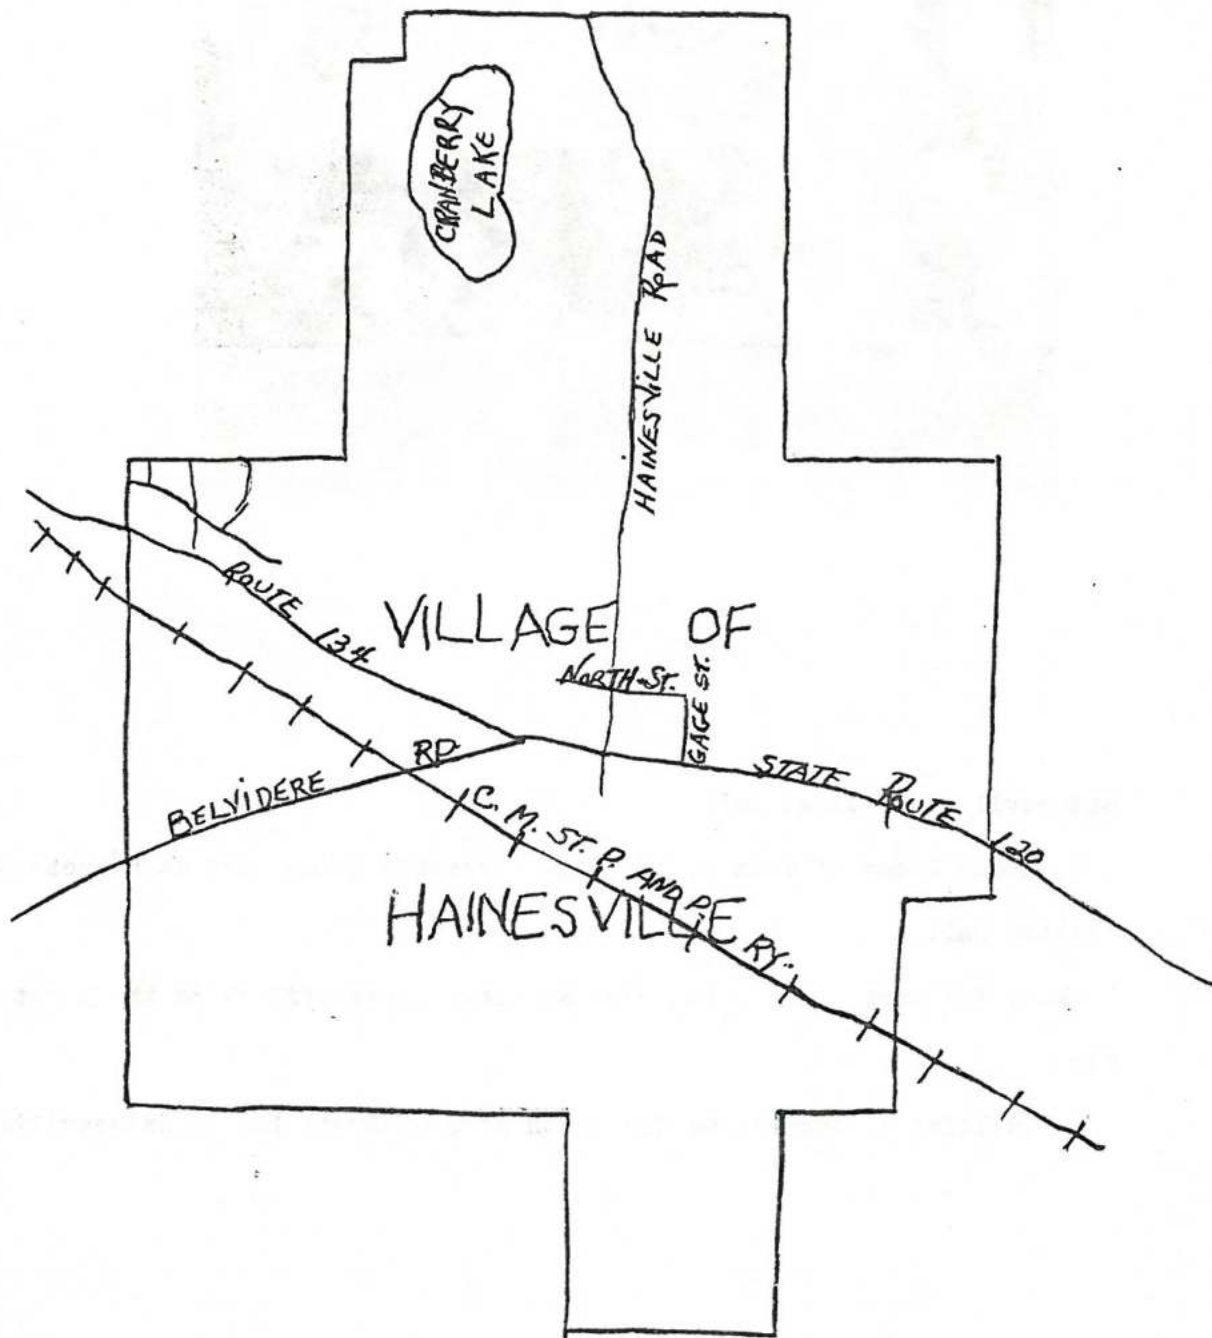 CRANBERRY
LAKE
HAINESVILLE ROAD
ROUTE 134
VILLAGE OF
NORTH ST.
GAGE ST.
BELVIDERE RD
STATE ROUTE 120
C. M. ST. P. AND P. RY.
HAINESVILLE